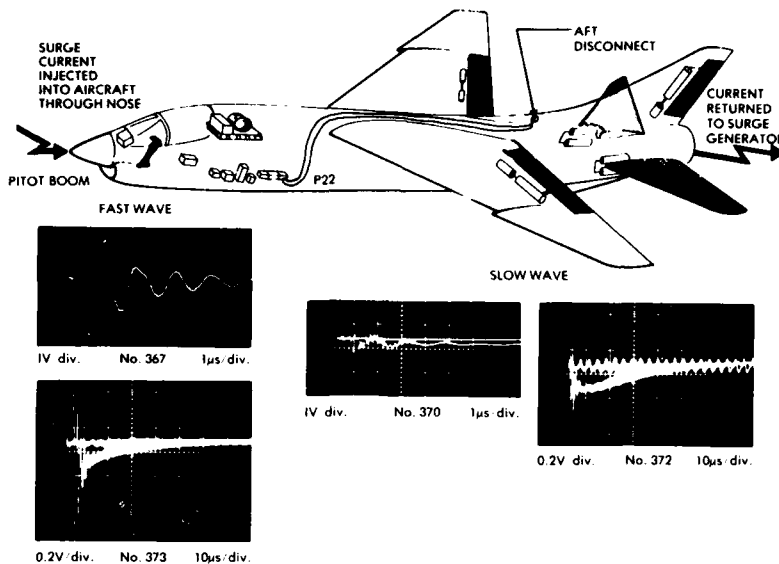 SURGE
CURRENT
INJECTED
INTO AIRCRAFT
THROUGH NOSE
AFT
DISCONNECT
CURRENT
RETURNED
TO SURGE
GENERATOR
PITOT BOOM
P22
FAST WAVE
SLOW WAVE
IV div. No. 367 1µs/div.
IV div. No. 370 1µs/div.
0.2V div. No. 372 10µs/div.
0.2V/div. No. 373 10µs/div.